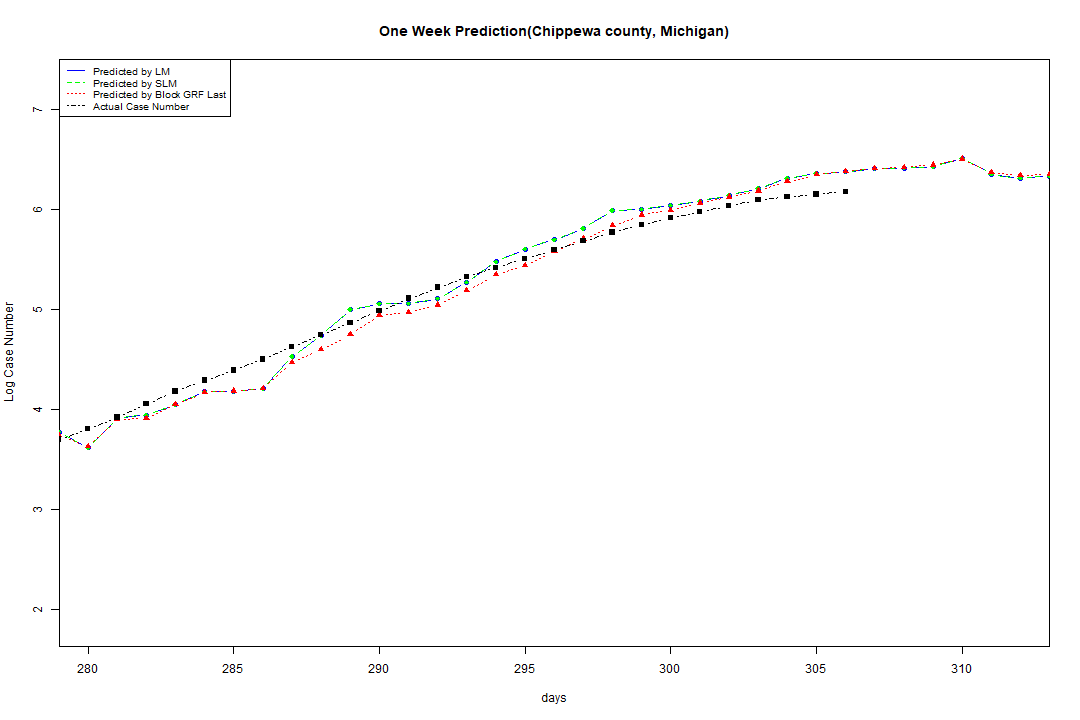 One Week Prediction(Chippewa county, Michigan)
Predicted by LM
Predicted by SLM
Predicted by Block GRF Last
Actual Case Number
7
6
5
4
3
2
Log Case Number
280 285 290 295 300 305 310
days